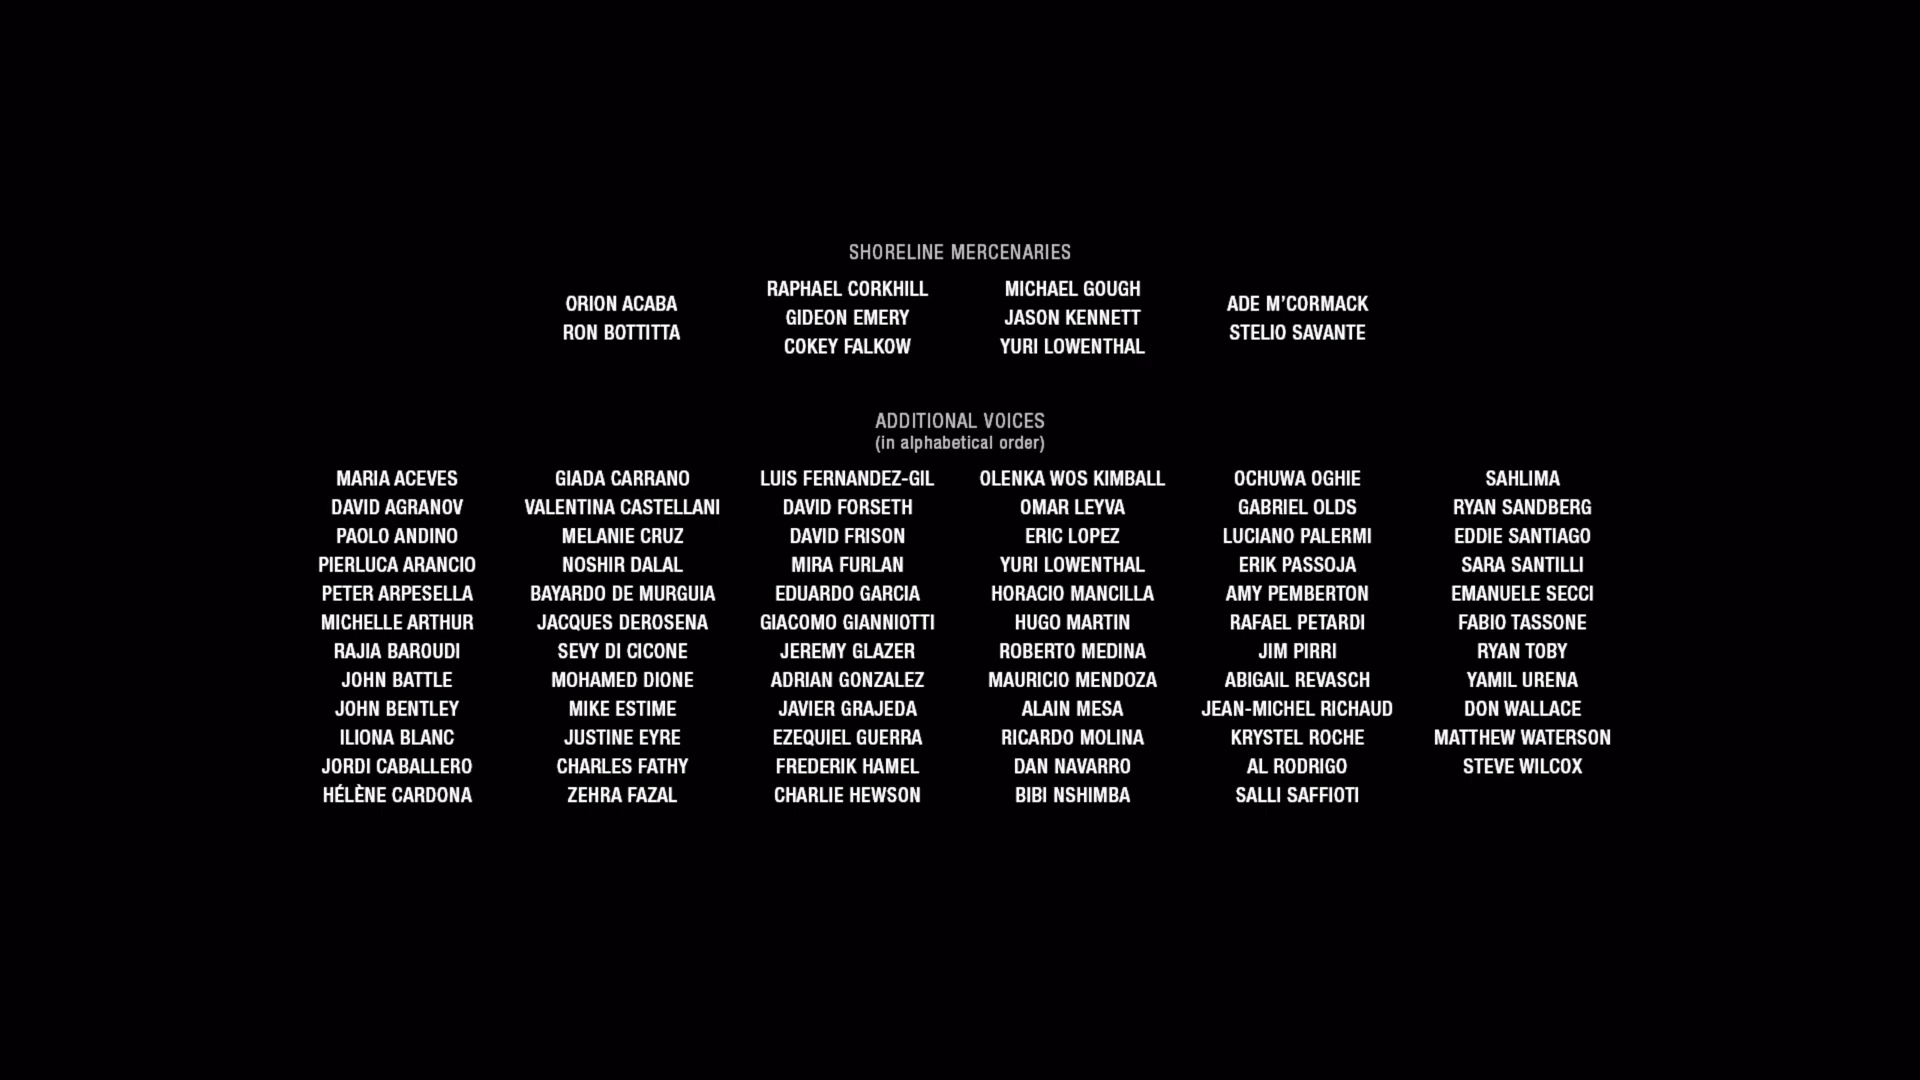 SHORELINE MERCENARIES
ORION ACABA
RON BOTTITTA
RAPHAEL CORKHILL
GIDEON EMERY
COKEY FALKOW
MICHAEL GOUGH
JASON KENNETT
YURI LOWENTHAL
ADE M’CORMACK
STELIO SAVANTE
ADDITIONAL VOICES
(in alphabetical order)
MARIA ACEVES
DAVID AGRANOV
PAOLO ANDINO
PIERLUCA ARANCIO
PETER ARPESELLA
MICHELLE ARTHUR
RAJIA BAROUDI
JOHN BATTLE
JOHN BENTLEY
ILIONA BLANC
JORDI CABALLERO
HÉLÈNE CARDONA
GIADA CARRANO
VALENTINA CASTELLANI
MELANIE CRUZ
NOSHIR DALAL
BAYARDO DE MURGUIA
JACQUES DEROSENA
SEVY DI CICONE
MOHAMED DIONE
MIKE ESTIME
JUSTINE EYRE
CHARLES FATHY
ZEHRA FAZAL
LUIS FERNANDEZ-GIL
DAVID FORSETH
DAVID FRISON
MIRA FURLAN
EDUARDO GARCIA
GIACOMO GIANNIOTTI
JEREMY GLAZER
ADRIAN GONZALEZ
JAVIER GRAJEDA
EZEQUIEL GUERRA
FREDERIK HAMEL
CHARLIE HEWSON
OLENKA WOS KIMBALL
OMAR LEYVA
ERIC LOPEZ
YURI LOWENTHAL
HORACIO MANCILLA
HUGO MARTIN
ROBERTO MEDINA
MAURICIO MENDOZA
ALAIN MESA
RICARDO MOLINA
DAN NAVARRO
BIBI NSHIMBA
OCHUWA OGHIE
GABRIEL OLDS
LUCIANO PALERMI
ERIK PASSOJA
AMY PEMBERTON
RAFAEL PETARDI
JIM PIRRI
ABIGAIL REVASCH
JEAN-MICHEL RICHAUD
KRYSTEL ROCHE
AL RODRIGO
SALLI SAFFIOTI
SAHLIMA
RYAN SANDBERG
EDDIE SANTIAGO
SARA SANTILLI
EMANUELE SECCI
FABIO TASSONE
RYAN TOBY
YAMIL URENA
DON WALLACE
MATTHEW WATERSON
STEVE WILCOX